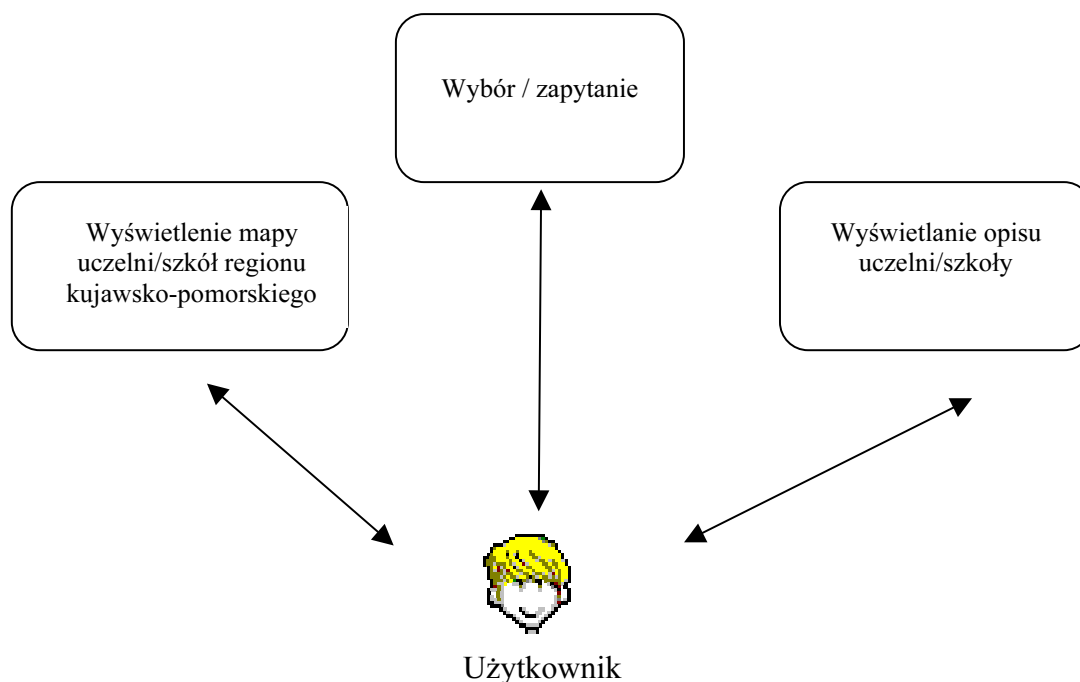 Wybór / zapytanie
Wyświetlenie mapy
uczelni/szkół regionu
kujawsko-pomorskiego
Wyświetlanie opisu
uczelni/szkoły
Użytkownik